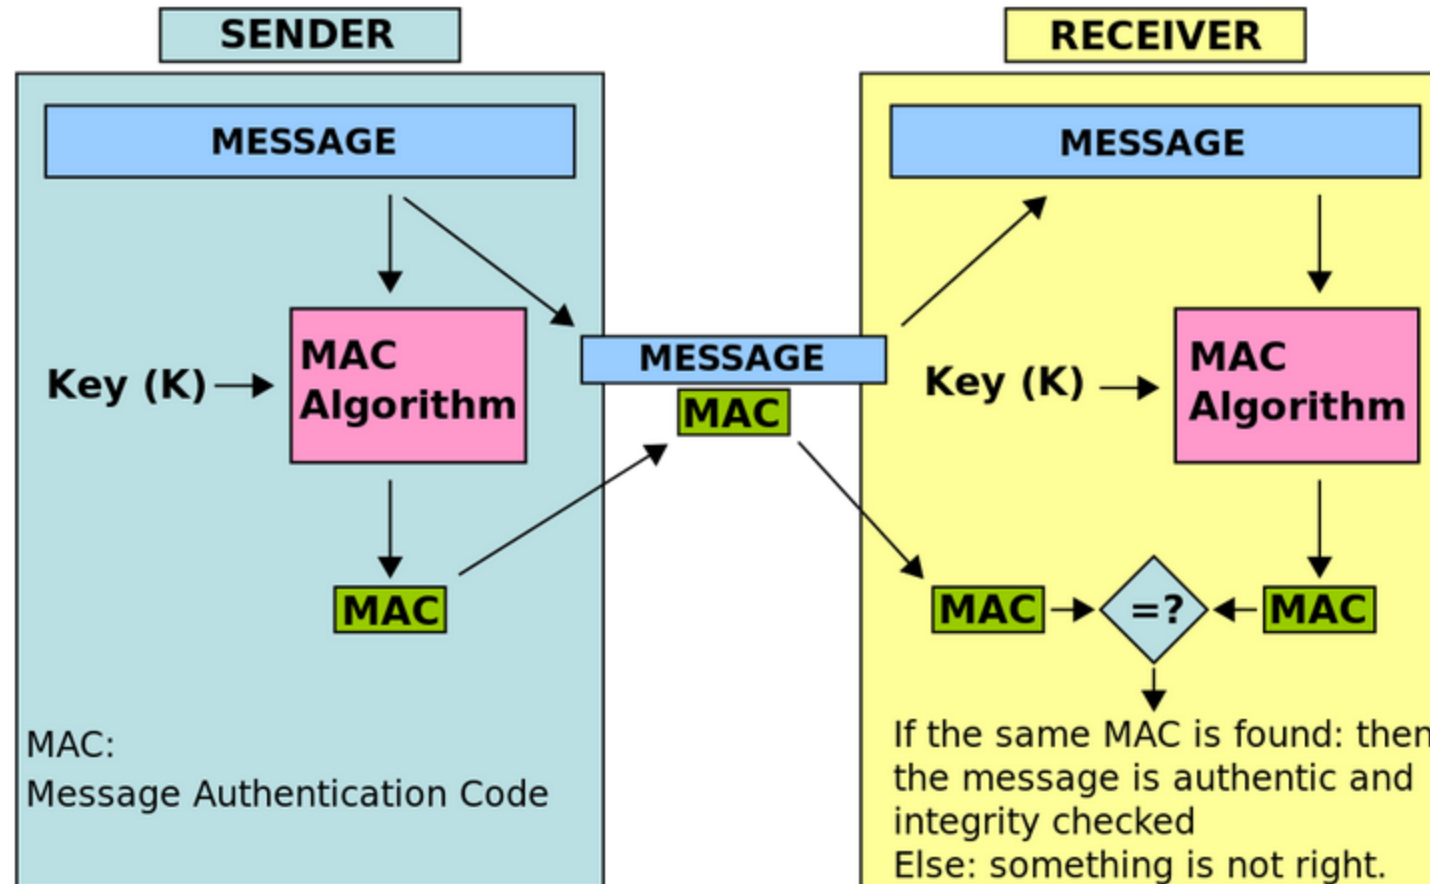 SENDER
RECEIVER
MESSAGE
MESSAGE
MAC
Algorithm
Key (K)
MESSAGE
MAC
Key (K)
MAC
Algorithm
MAC
MAC
=?
MAC
MAC:
Message Authentication Code
If the same MAC is found: then
the message is authentic and
integrity checked
Else: something is not right.